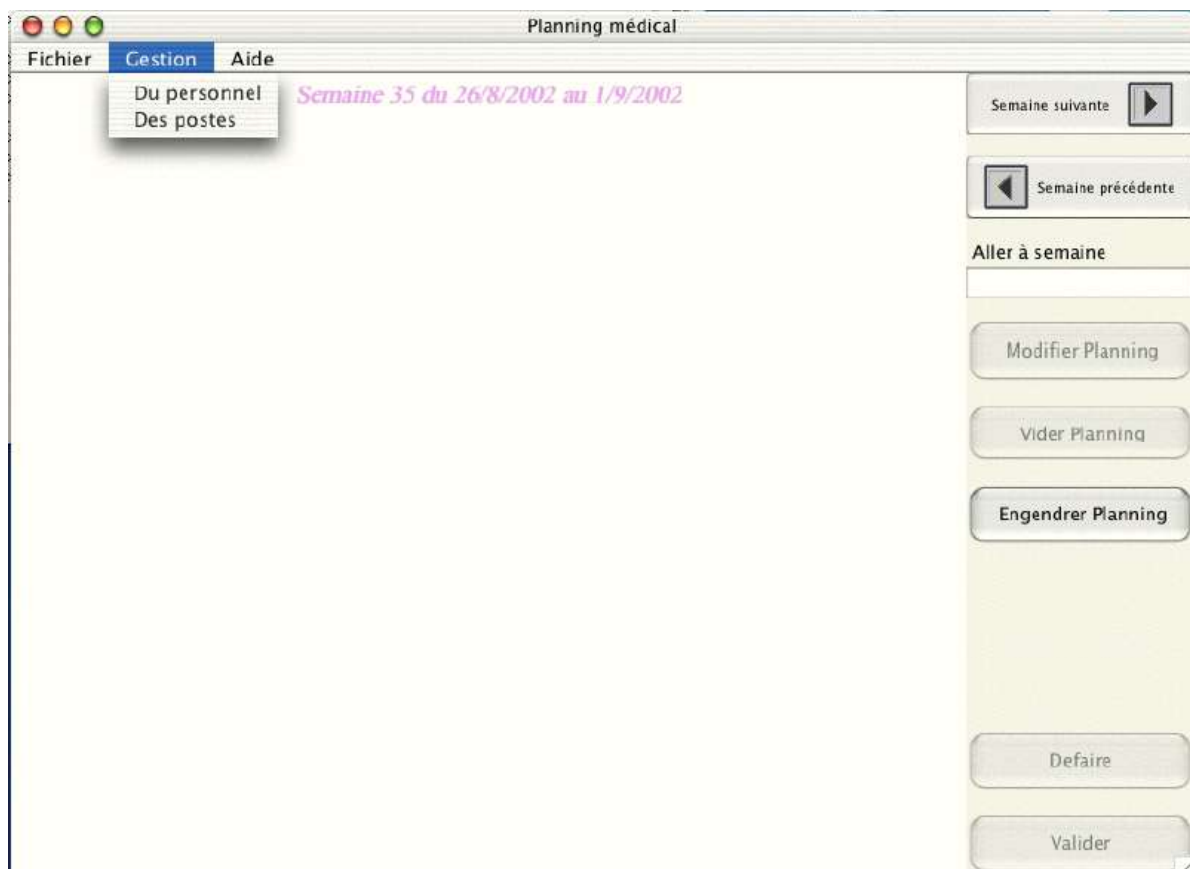 Planning médical
Fichier Gestion Aide
Du personnel
Des postes
Semaine 35 du 26/8/2002 au 1/9/2002
Semaine suivante
Semaine précédente
Aller à semaine
Modifier Planning
Vider Planning
Engendrer Planning
Defaire
Valider